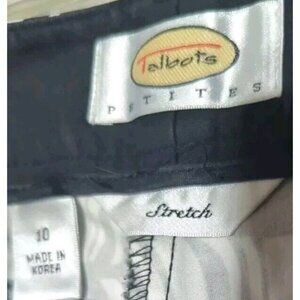 Talbots
PETITES
Stretch
10
MADE IN
KOREA